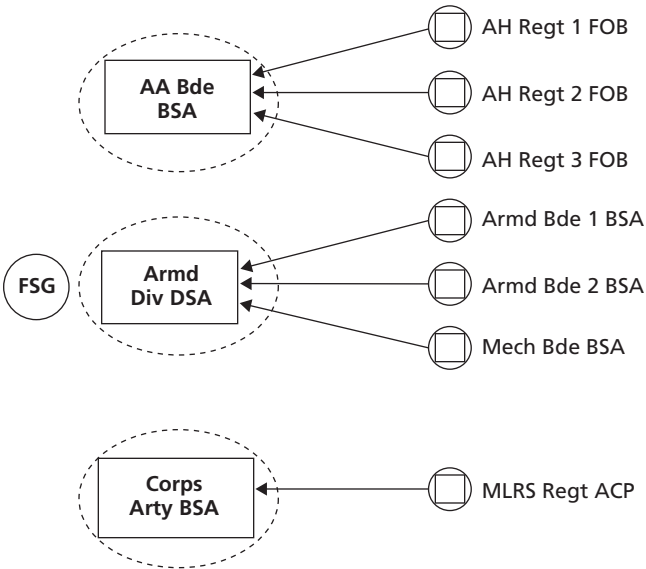 AH Regt 1 FOB
AA Bde
BSA
AH Regt 2 FOB
AH Regt 3 FOB
Armd Bde 1 BSA
FSG
Armd
Div DSA
Armd Bde 2 BSA
Mech Bde BSA
Corps
Arty BSA
MLRS Regt ACP